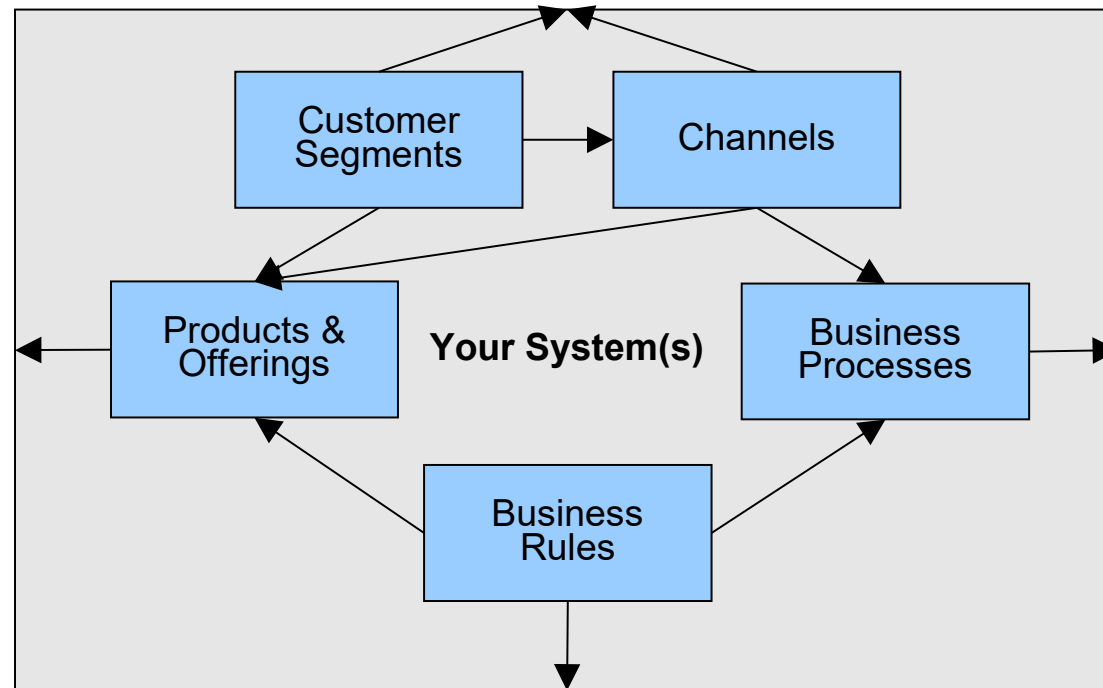 Customer
Segments
Channels
Products &
Offerings
Your System(s)
Business
Processes
Business
Rules